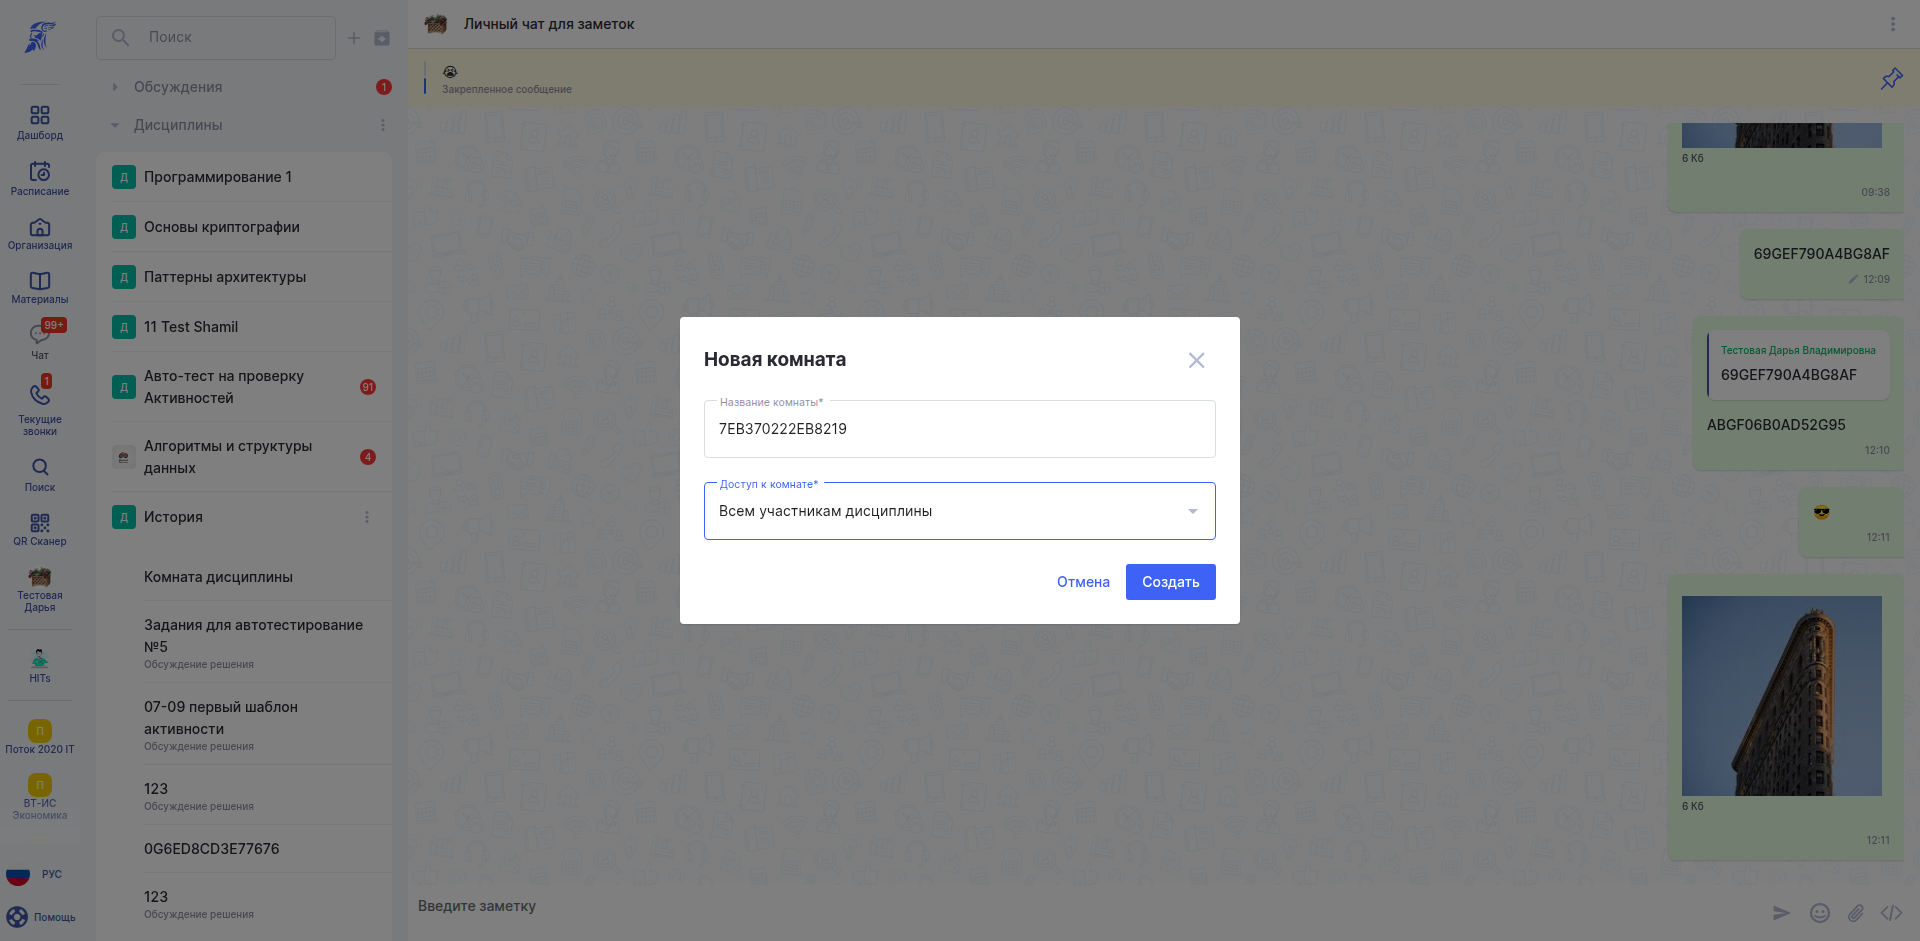 Дашборд
Расписание
Организация
Материалы
99+
Чат
1
Текущие
звонки
Поиск
QR Сканер
Тестовая
Дарья
HITs
П
Поток 2020 IT
П
ВТ-ИС
Экономика
РУС
Помощь
Поиск
Обсуждения
1
Дисциплины
Д
Программирование 1
Д
Основы криптографии
Д
Паттерны архитектуры
Д
11 Test Shamil
Д
Авто-тест на проверку
Активностей
91
Алгоритмы и структуры
данных
4
Д
История
Комната дисциплины
Задания для автотестирование
№5
Обсуждение решения
07-09 первый шаблон
активности
Обсуждение решения
123
Обсуждение решения
0G6ED8CD3E77676
123
Обсуждение решения
Личный чат для заметок
😭
Закрепленное сообщение
6 Кб
09:38
69GEF790A4BG8AF
12:09
Тестовая Дарья Владимировна
69GEF790A4BG8AF
ABGF06B0AD52G95
12:10
😎
12:11
6 Кб
12:11
Введите заметку
Новая комната
Название комнаты*
7EB370222EB8219
Доступ к комнате*
Всем участникам дисциплины
Отмена
Создать